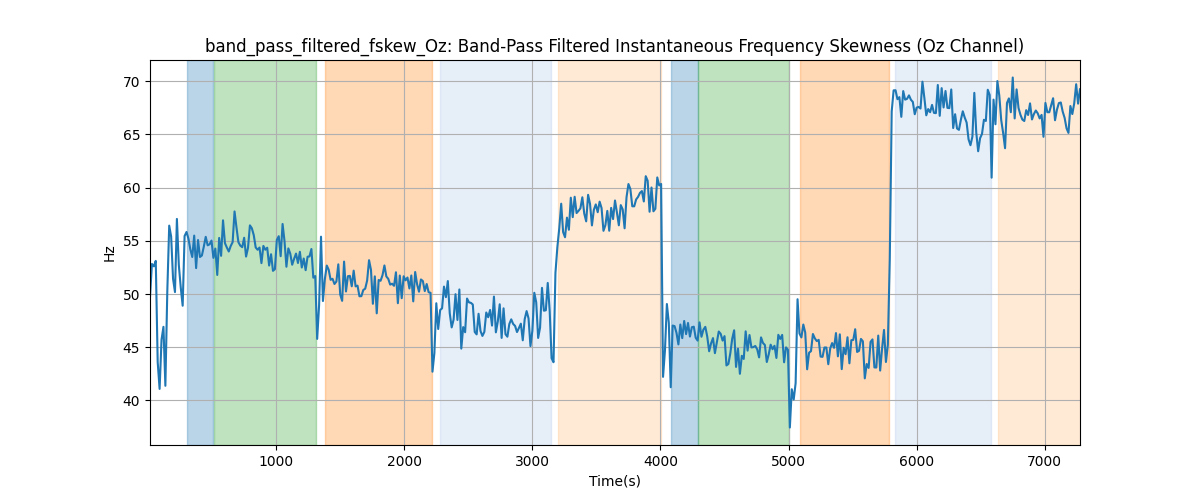 band_pass_filtered_fskew_Oz: Band-Pass Filtered Instantaneous Frequency Skewness (Oz Channel)
70
65
60
55
50
45
40
Hz
1000 2000 3000 4000 5000 6000 7000
Time(s)